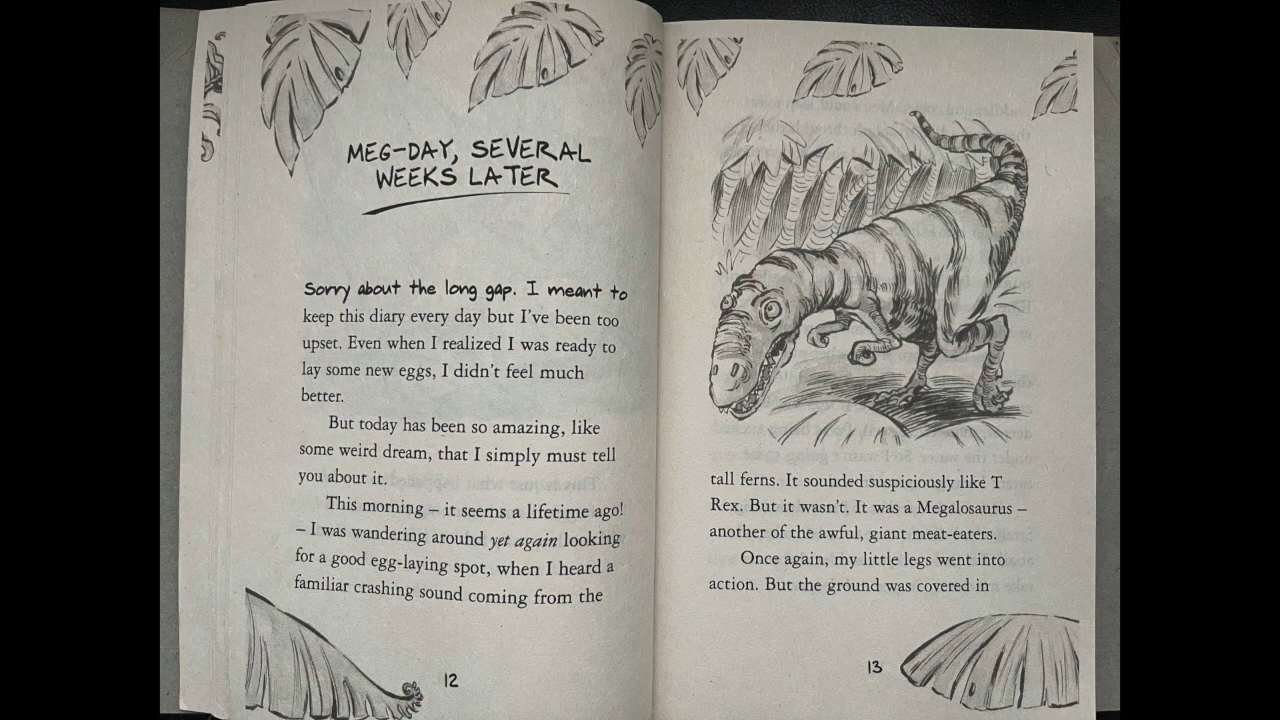 MEG-DAY, SEVERAL
WEEKS LATER
Sorry about the long gap. I meant to
keep this diary every day but I've been too
upset. Even when I realized I was ready to
lay some new eggs, I didn't feel much
better.
But today has been so amazing, like
some weird dream, that I simply must tell
you about it.
This morning – it seems a lifetime ago!
– I was wandering around yet again looking
for a good egg-laying spot, when I heard a
familiar crashing sound coming from the
12
tall ferns. It sounded suspiciously like T
Rex. But it wasn't. It was a Megalosaurus –
another of the awful, giant meat-eaters.
Once again, my little legs went into
action. But the ground was covered in
13